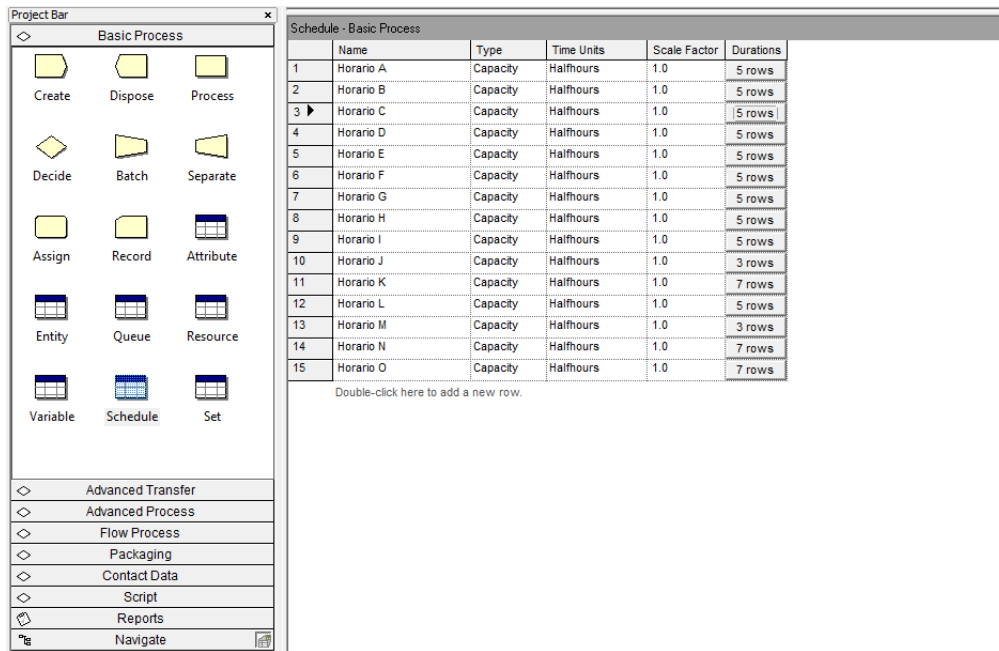 Project Bar x
Basic Process
Create Dispose Process
Decide Batch Separate
Assign Record Attribute
Entity Queue Resource
Variable Schedule Set
Advanced Transfer
Advanced Process
Flow Process
Packaging
Contact Data
Script
Reports
Navigate
Schedule - Basic Process
Name Type Time Units Scale Factor Durations
1 Horario A Capacity Halfhours 1.0 5 rows
2 Horario B Capacity Halfhours 1.0 5 rows
3 Horario C Capacity Halfhours 1.0 5 rows
4 Horario D Capacity Halfhours 1.0 5 rows
5 Horario E Capacity Halfhours 1.0 5 rows
6 Horario F Capacity Halfhours 1.0 5 rows
7 Horario G Capacity Halfhours 1.0 5 rows
8 Horario H Capacity Halfhours 1.0 5 rows
9 Horario I Capacity Halfhours 1.0 5 rows
10 Horario J Capacity Halfhours 1.0 3 rows
11 Horario K Capacity Halfhours 1.0 7 rows
12 Horario L Capacity Halfhours 1.0 5 rows
13 Horario M Capacity Halfhours 1.0 3 rows
14 Horario N Capacity Halfhours 1.0 7 rows
15 Horario O Capacity Halfhours 1.0 7 rows
Double-click here to add a new row.